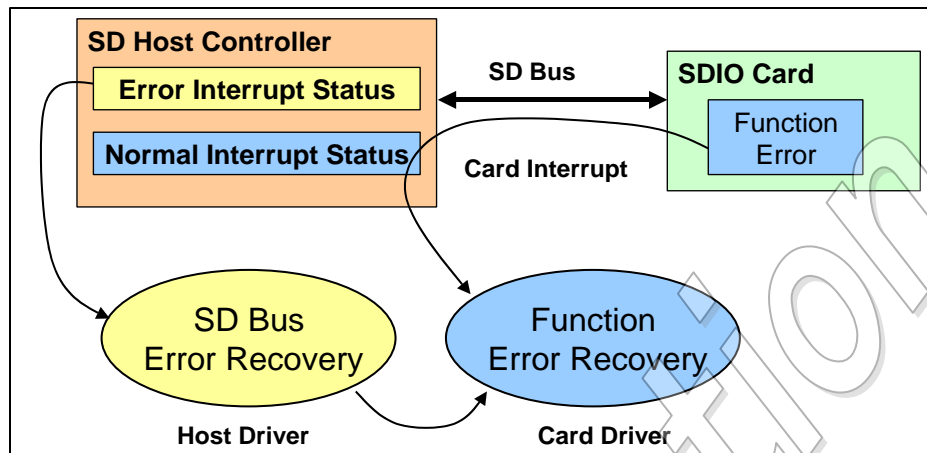 SD Host Controller
Error Interrupt Status
Normal Interrupt Status
SD Bus
SDIO Card
Function
Error
Card Interrupt
SD Bus
Error Recovery
Function
Error Recovery
Host Driver
Card Driver
tion